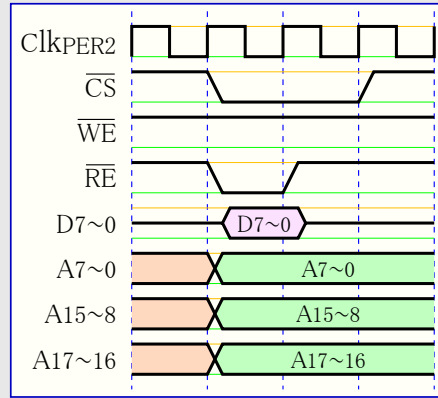 ClkPER2
CS
WE
RE
D7~0 D7~0
A7~0 A7~0
A15~8 A15~8
A17~16 A17~16